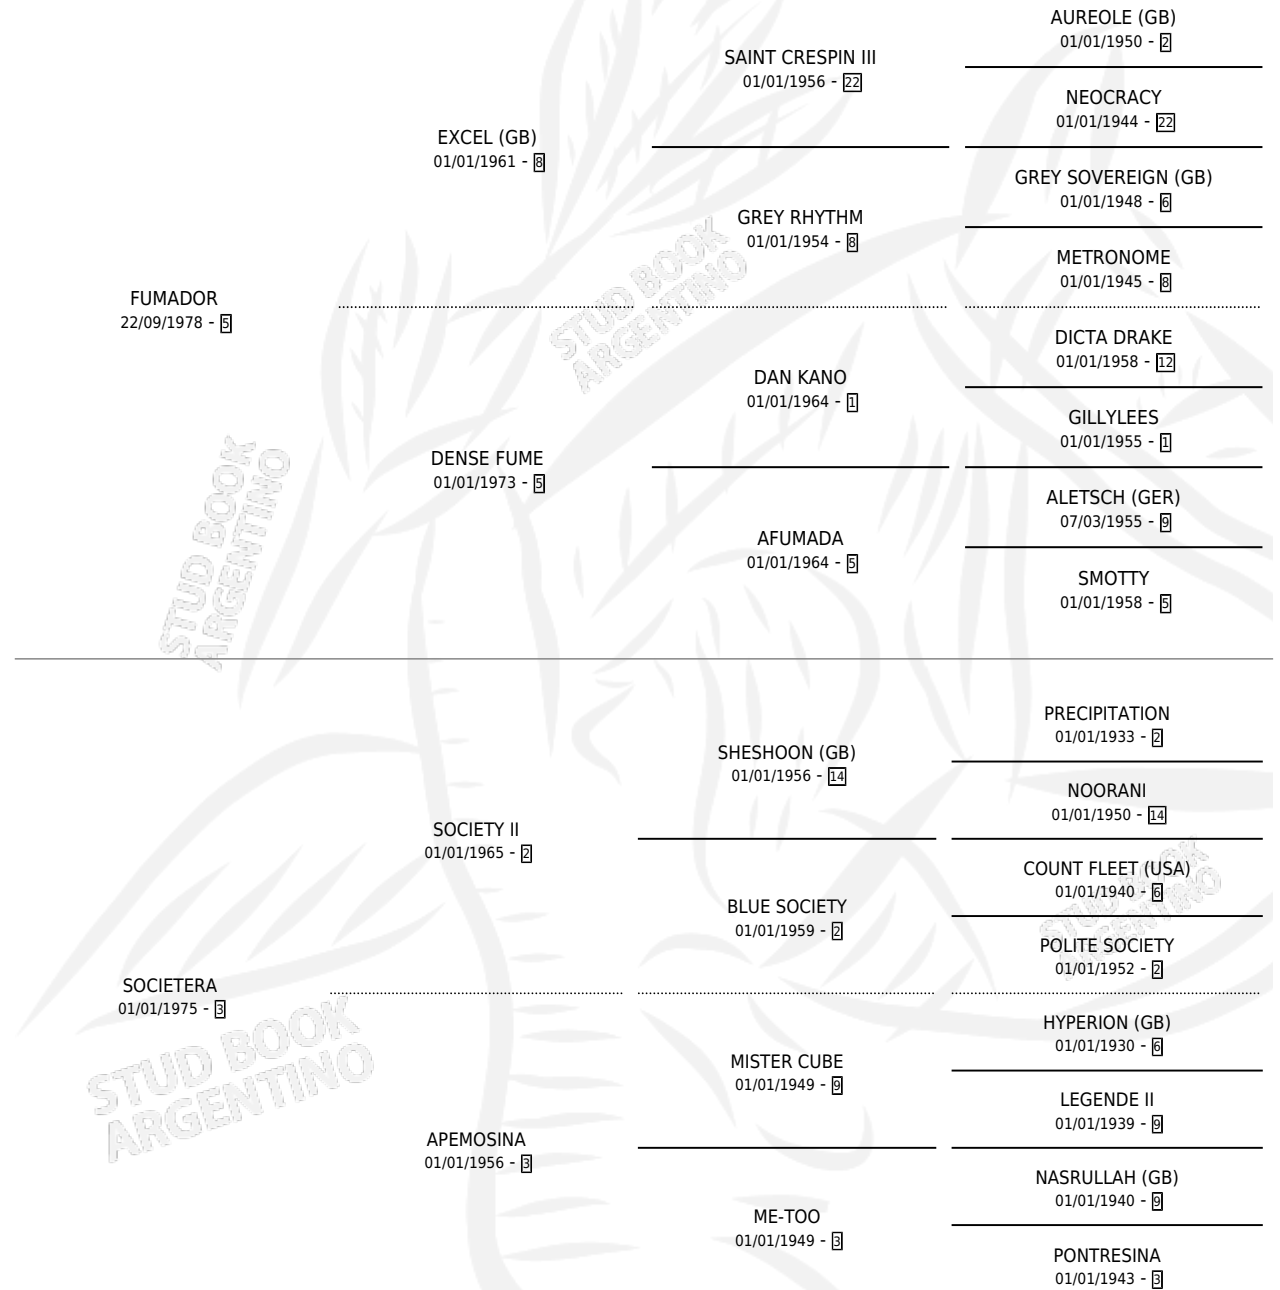 FUMADOR
22/09/1978 - 5
EXCEL (GB)
01/01/1961 - 8
DENSE FUME
01/01/1973 - 5
SAINT CRESPIN III
01/01/1956 - 22
GREY RHYTHM
01/01/1954 - 8
DAN KANO
01/01/1964 - 1
AFUMADA
01/01/1964 - 5
AUREOLE (GB)
01/01/1950 - 2
NEOCRACY
01/01/1944 - 22
GREY SOVEREIGN (GB)
01/01/1948 - 6
METRONOME
01/01/1945 - 8
DICTA DRAKE
01/01/1958 - 12
GILLYLEES
01/01/1955 - 1
ALETSCH (GER)
07/03/1955 - 9
SMOTTY
01/01/1958 - 5
STUD BOOK
ARGENTINO
STUD BOOK
ARGENTINO
SOCIETERA
01/01/1975 - 3
SOCIETY II
01/01/1965 - 2
APEMOSINA
01/01/1956 - 3
SHESHOON (GB)
01/01/1956 - 14
BLUE SOCIETY
01/01/1959 - 2
MISTER CUBE
01/01/1949 - 9
ME-TOO
01/01/1949 - 3
PRECIPITATION
01/01/1933 - 2
NOORANI
01/01/1950 - 14
COUNT FLEET (USA)
01/01/1940 - 6
POLITE SOCIETY
01/01/1952 - 2
HYPERION (GB)
01/01/1930 - 6
LEGENDE II
01/01/1939 - 9
NASRULLAH (GB)
01/01/1940 - 9
PONTRESINA
01/01/1943 - 3
STUD BOOK
ARGENTINO
STUD BOOK
ARGENTINO